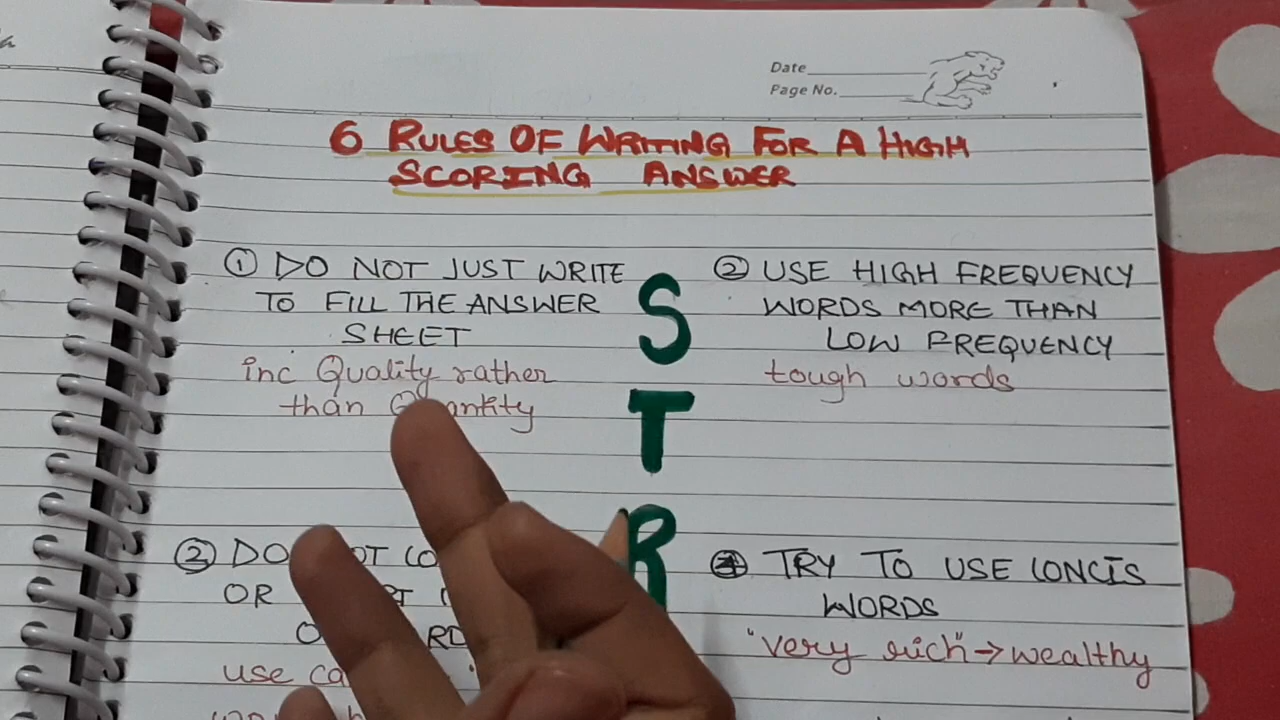 Date
Page No.
6 RULES OF WRITING FOR A HIGH
SCORING ANSWER
① DO NOT JUST WRITE
TO FILL THE ANSWER
SHEET
inc Quality rather
than
② USE HIGH FREQUENCY
WORDS MORE THAN
LOW FREQUENCY
tough words
S
T
R
② DO
OR
use
④ TRY TO USE CONCIS
WORDS
"very rich" → wealthy